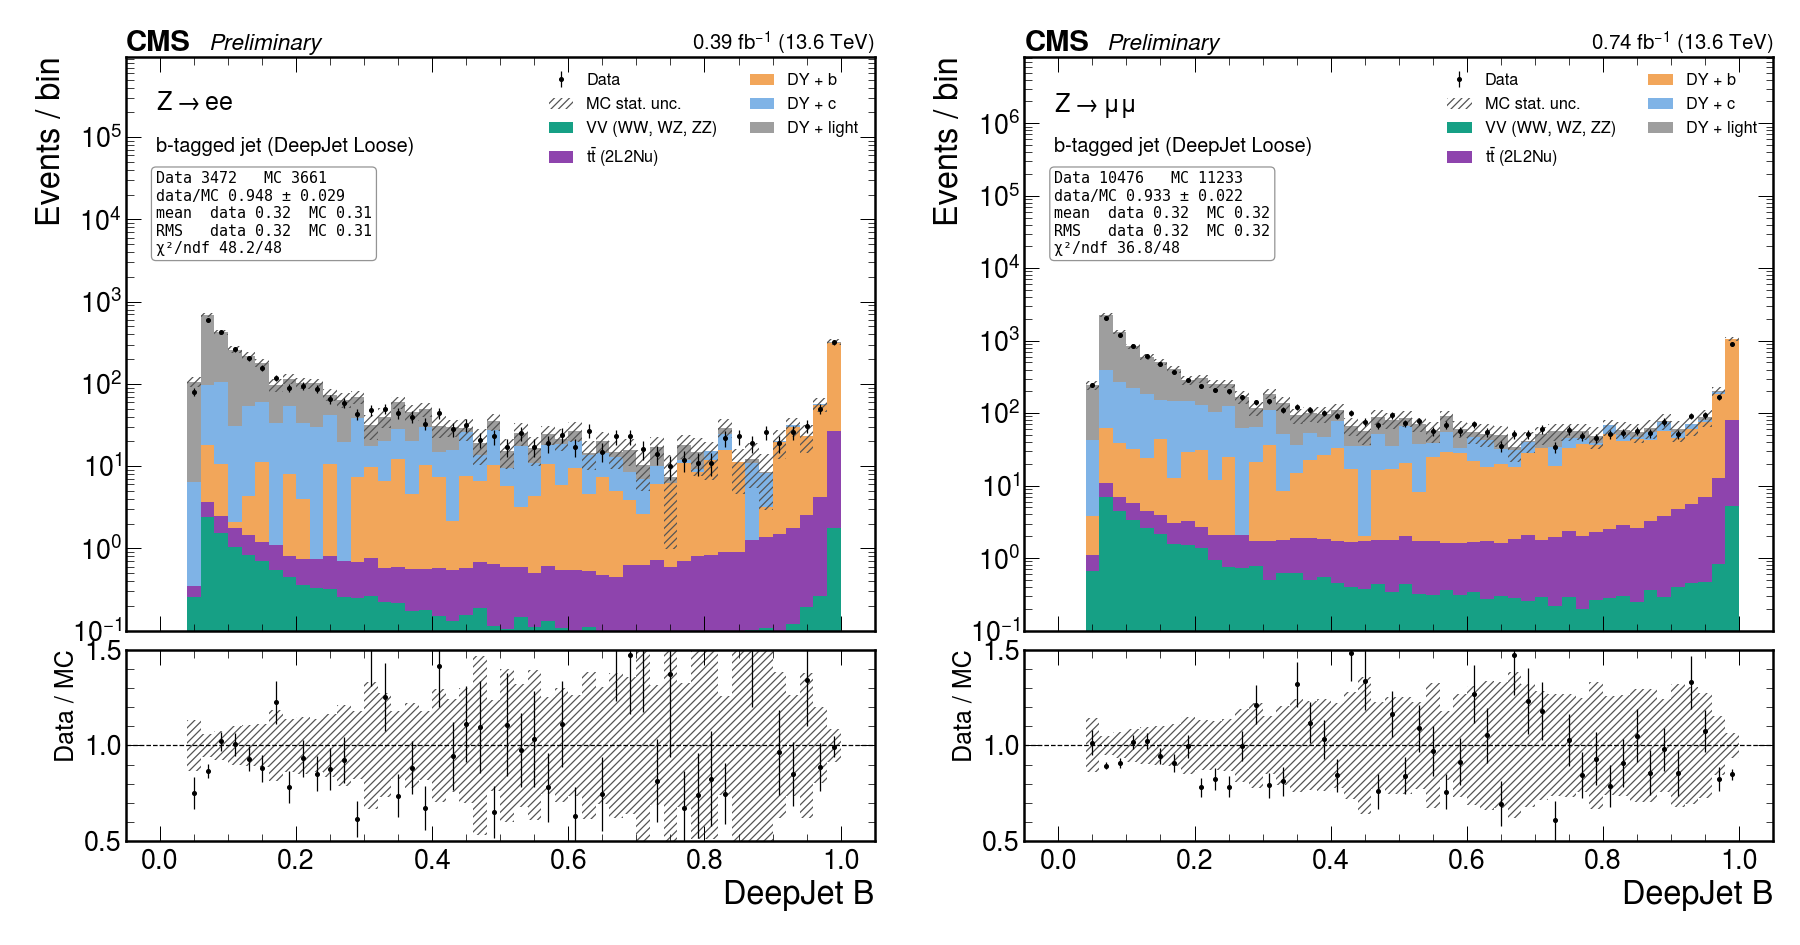 CMS Preliminary 0.39 fb⁻¹ (13.6 TeV)
Events / bin
10⁵
10⁴
10³
10²
10¹
10⁰
10⁻¹
Z → ee
b-tagged jet (DeepJet Loose)
Data 3472 MC 3661
data/MC 0.948 ± 0.029
mean data 0.32 MC 0.31
RMS data 0.32 MC 0.31
χ²/ndf 48.2/48
Data
MC stat. unc.
VV (WW, WZ, ZZ)
tt̄ (2L2Nu)
DY + b
DY + c
DY + light
Data / MC
1.5
1.0
0.5
0.0 0.2 0.4 0.6 0.8 1.0
DeepJet B
CMS Preliminary 0.74 fb⁻¹ (13.6 TeV)
Events / bin
10⁶
10⁵
10⁴
10³
10²
10¹
10⁰
10⁻¹
Z → μμ
b-tagged jet (DeepJet Loose)
Data 10476 MC 11233
data/MC 0.933 ± 0.022
mean data 0.32 MC 0.32
RMS data 0.32 MC 0.32
χ²/ndf 36.8/48
Data
MC stat. unc.
VV (WW, WZ, ZZ)
tt̄ (2L2Nu)
DY + b
DY + c
DY + light
Data / MC
1.5
1.0
0.5
0.0 0.2 0.4 0.6 0.8 1.0
DeepJet B